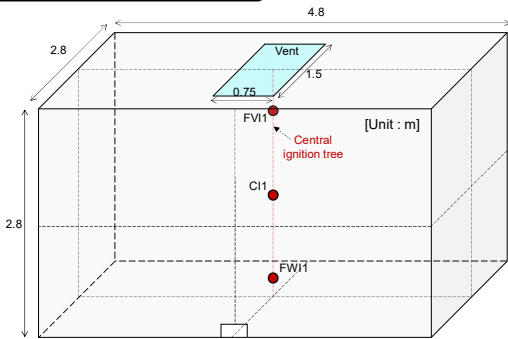 4.8
2.8
Vent
1.5
0.75
FVI1
[Unit : m]
Central
ignition tree
CI1
2.8
FWI1